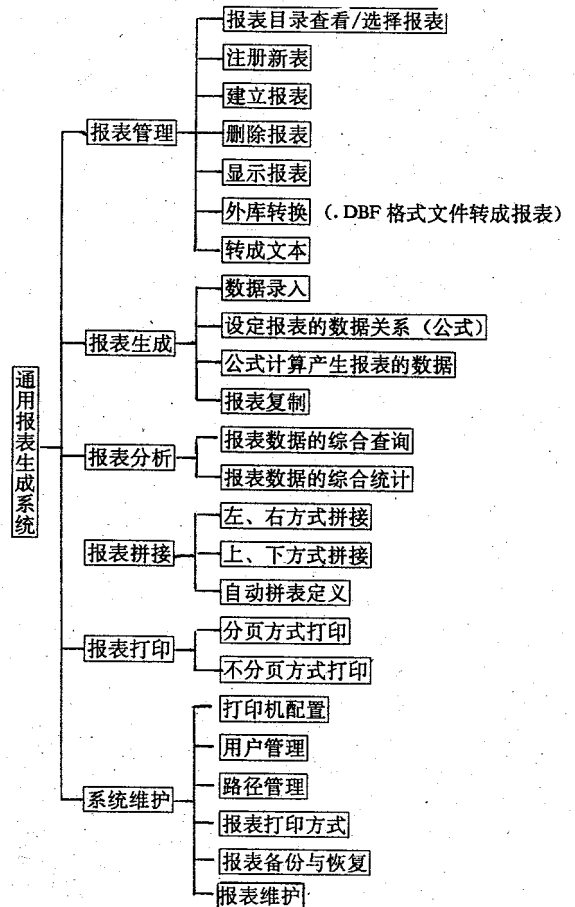 通用报表生成系统
报表管理
报表目录查看/选择报表
注册新表
建立报表
删除报表
显示报表
外库转换（.DBF 格式文件转成报表）
转成文本
报表生成
数据录入
设定报表的数据关系（公式）
公式计算产生报表的数据
报表复制
报表分析
报表数据的综合查询
报表数据的综合统计
报表拼接
左、右方式拼接
上、下方式拼接
自动拼表定义
报表打印
分页方式打印
不分页方式打印
系统维护
打印机配置
用户管理
路径管理
报表打印方式
报表备份与恢复
报表维护